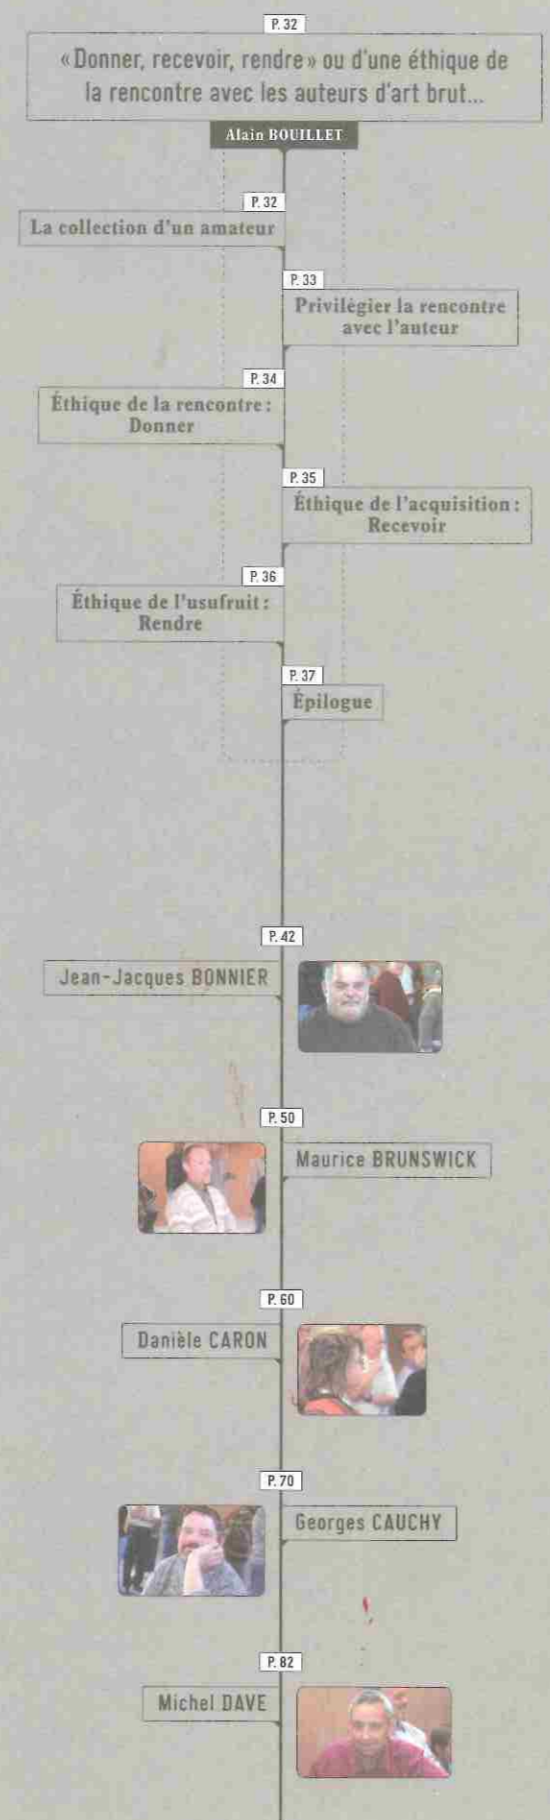 P. 32
« Donner, recevoir, rendre » ou d'une éthique de
la rencontre avec les auteurs d'art brut...
Alain BOUILLET
P. 32
La collection d'un amateur
P. 33
Privilégier la rencontre
avec l'auteur
P. 34
Éthique de la rencontre :
Donner
P. 35
Éthique de l'acquisition :
Recevoir
P. 36
Éthique de l'usufruit :
Rendre
P. 37
Épilogue
P. 42
Jean-Jacques BONNIER
P. 50
Maurice BRUNSWICK
P. 60
Danièle CARON
P. 70
Georges CAUCHY
P. 82
Michel DAVE